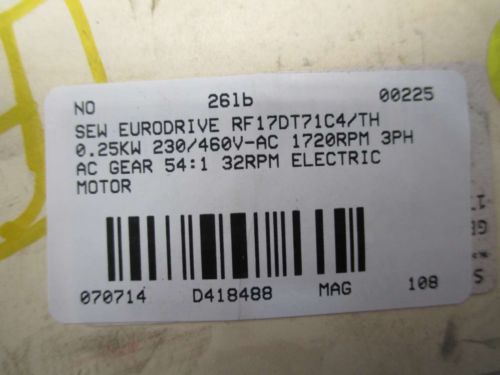 NO 26lb 00225
SEW EURODRIVE RF17DT71C4/TH
0.25KW 230/460V-AC 1720RPM 3PH
AC GEAR 54:1 32RPM ELECTRIC
MOTOR
070714 D418488 MAG 108